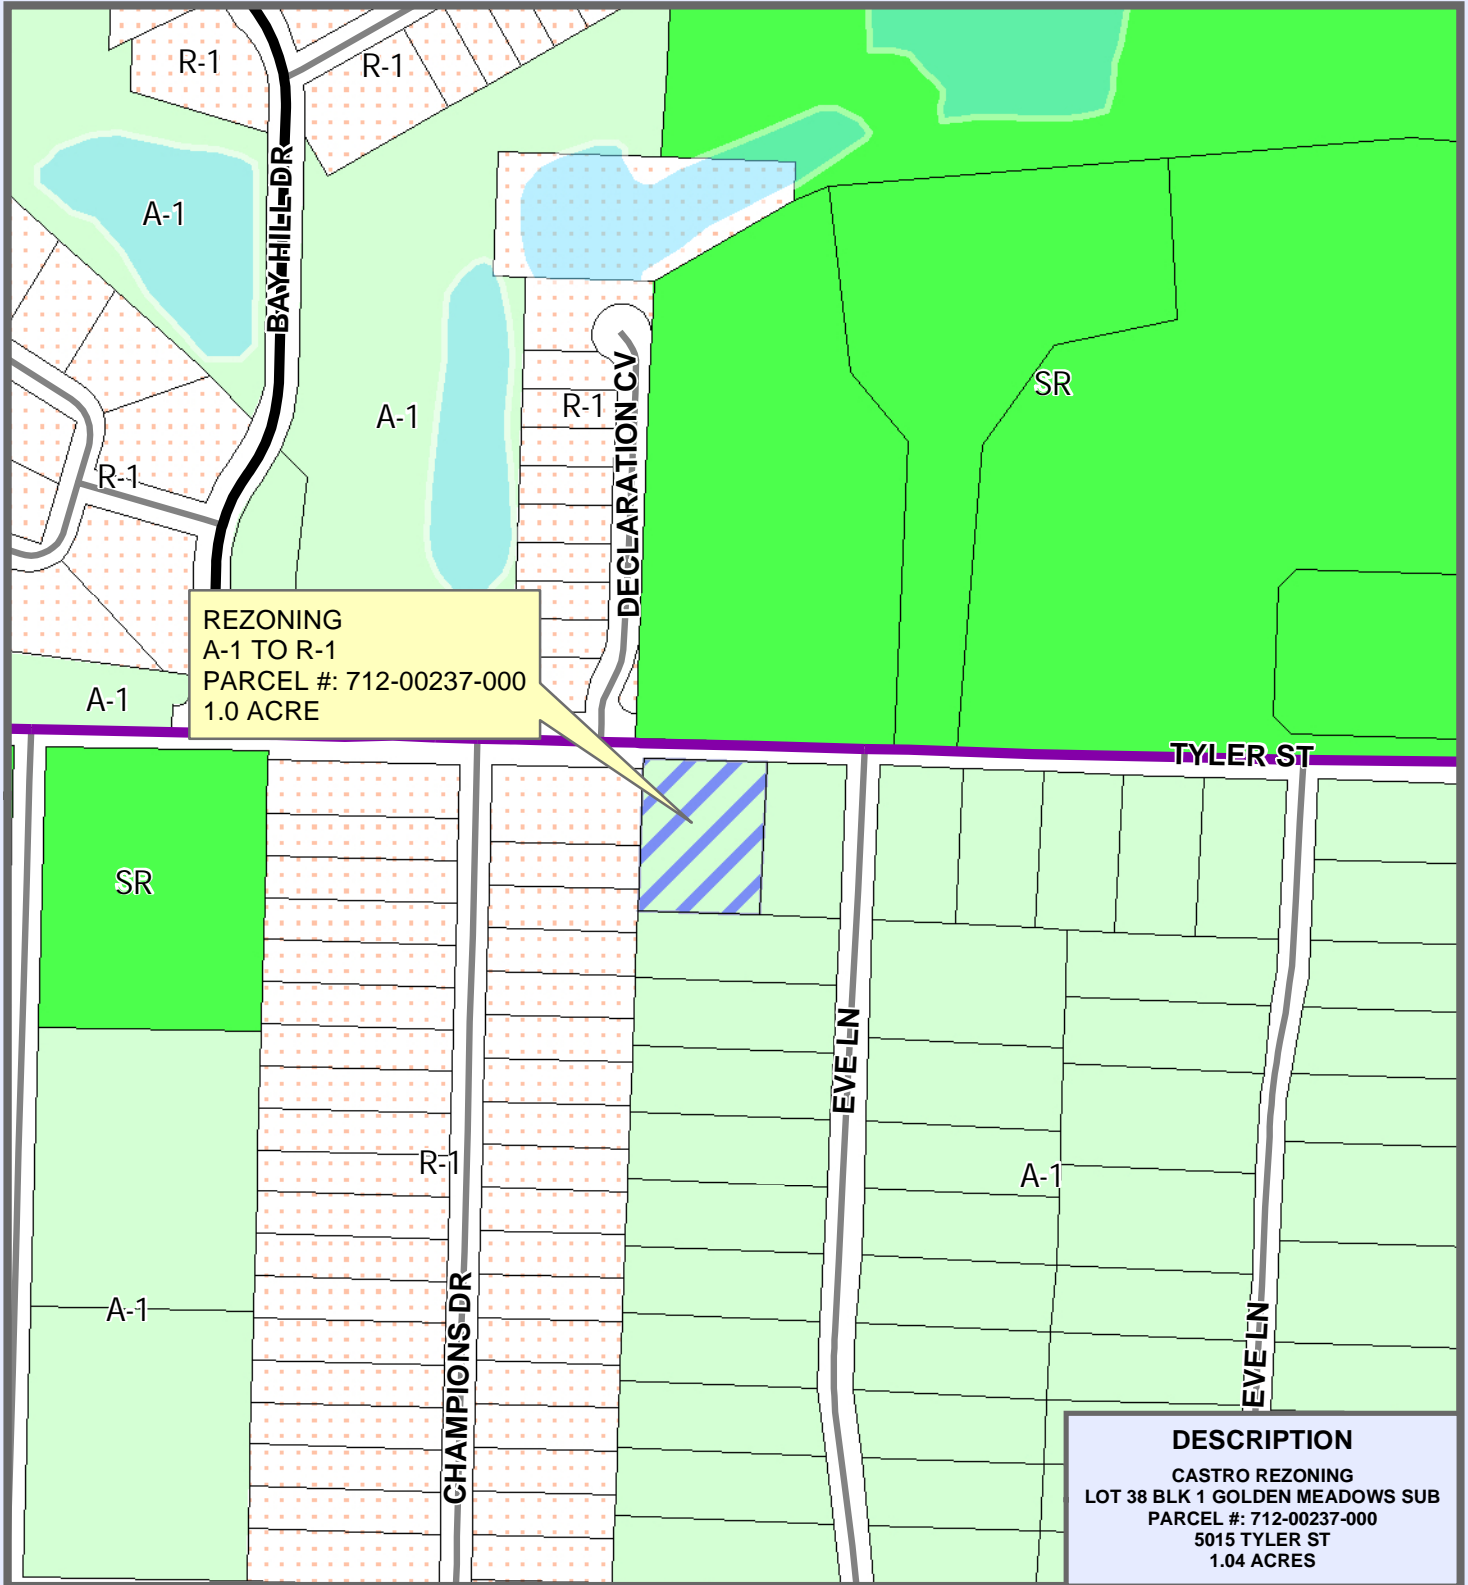 R-1
R-1
BAY HILL DR
A-1
SR
A-1
R-1
DECLARATION CV
R-1
REZONING
A-1 TO R-1
PARCEL #: 712-00237-000
1.0 ACRE
A-1
TYLER ST
SR
EVE LN
R-1
A-1
A-1
CHAMPIONS DR
EVE LN
DESCRIPTION
CASTRO REZONING
LOT 38 BLK 1 GOLDEN MEADOWS SUB
PARCEL #: 712-00237-000
5015 TYLER ST
1.04 ACRES